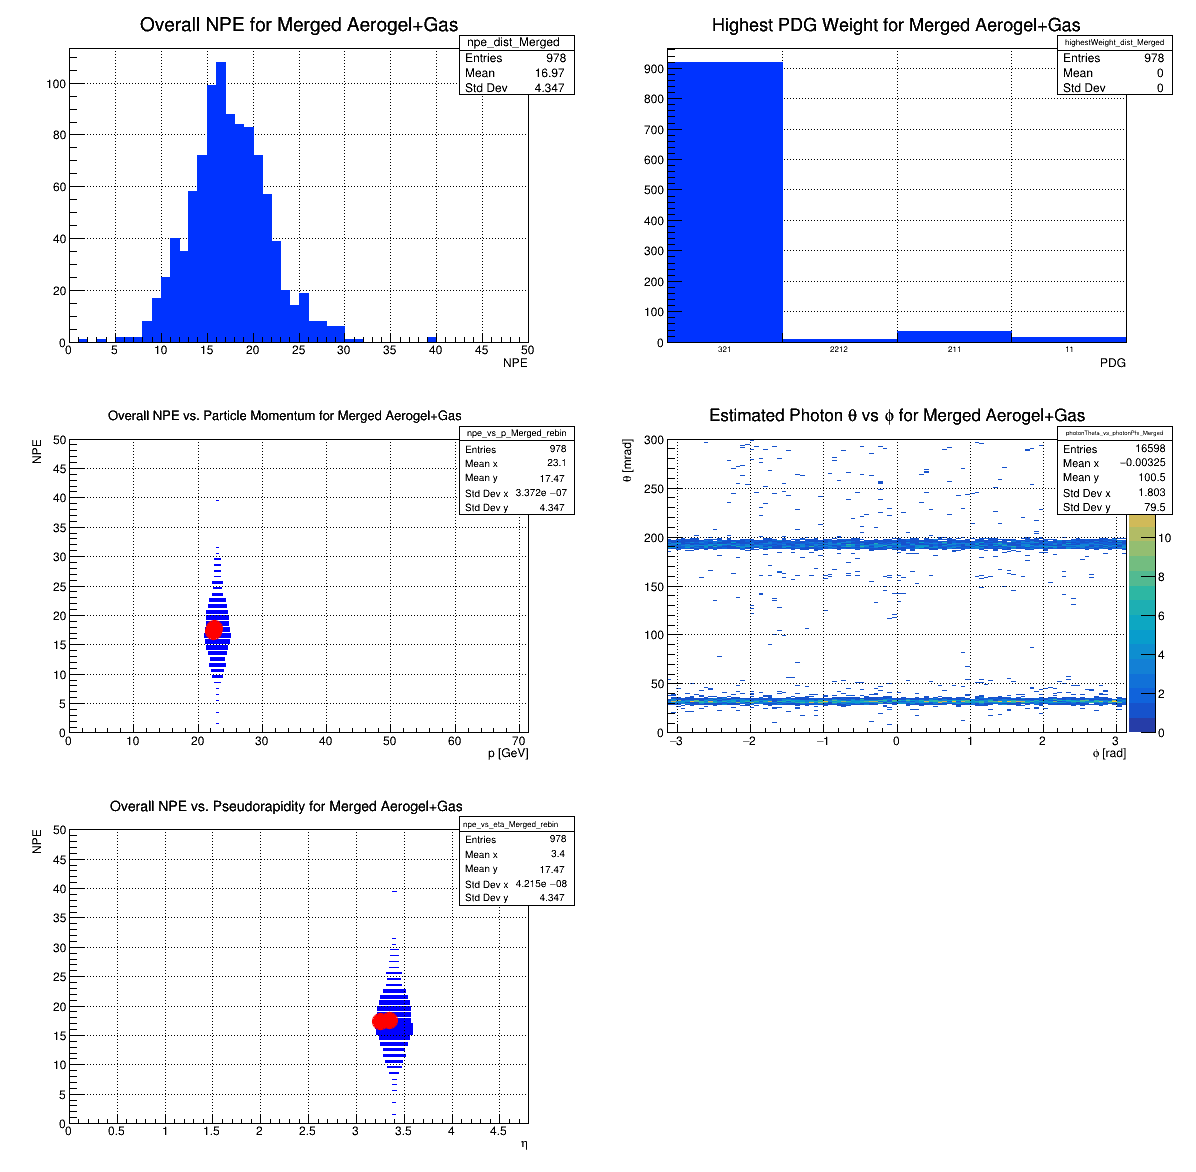 Overall NPE for Merged Aerogel+Gas
npe_dist_Merged
Entries 978
Mean 16.97
Std Dev 4.347
100
80
60
40
20
0
0 5 10 15 20 25 30 35 40 45 50
NPE
Highest PDG Weight for Merged Aerogel+Gas
highestWeight_dist_Merged
Entries 978
Mean 0
Std Dev 0
900
800
700
600
500
400
300
200
100
0
321 2212 211 11
PDG
Overall NPE vs. Particle Momentum for Merged Aerogel+Gas
npe_vs_p_Merged_rebin
Entries 978
Mean x 23.1
Mean y 17.47
Std Dev x 3.372e −07
Std Dev y 4.347
NPE
50
45
40
35
30
25
20
15
10
5
0
0 10 20 30 40 50 60 70
p [GeV]
Estimated Photon θ vs ϕ for Merged Aerogel+Gas
photonTheta_vs_photonPhi_Merged
Entries 16598
Mean x −0.00325
Mean y 100.5
Std Dev x 1.803
Std Dev y 79.5
θ [mrad]
300
250
200
150
100
50
0
−3 −2 −1 0 1 2 3
ϕ [rad]
10
8
6
4
2
0
Overall NPE vs. Pseudorapidity for Merged Aerogel+Gas
npe_vs_eta_Merged_rebin
Entries 978
Mean x 3.4
Mean y 17.47
Std Dev x 4.215e −08
Std Dev y 4.347
NPE
50
45
40
35
30
25
20
15
10
5
0
0 0.5 1 1.5 2 2.5 3 3.5 4 4.5
η